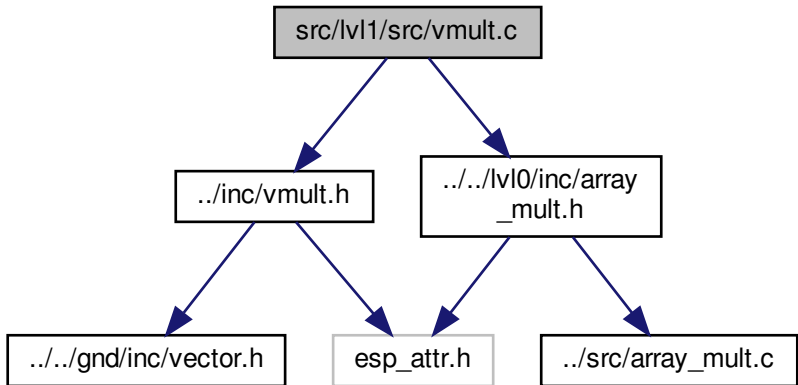 src/lvl1/src/vmult.c
../inc/vmult.h
../../lvl0/inc/array
_mult.h
../../gnd/inc/vector.h
esp_attr.h
../src/array_mult.c